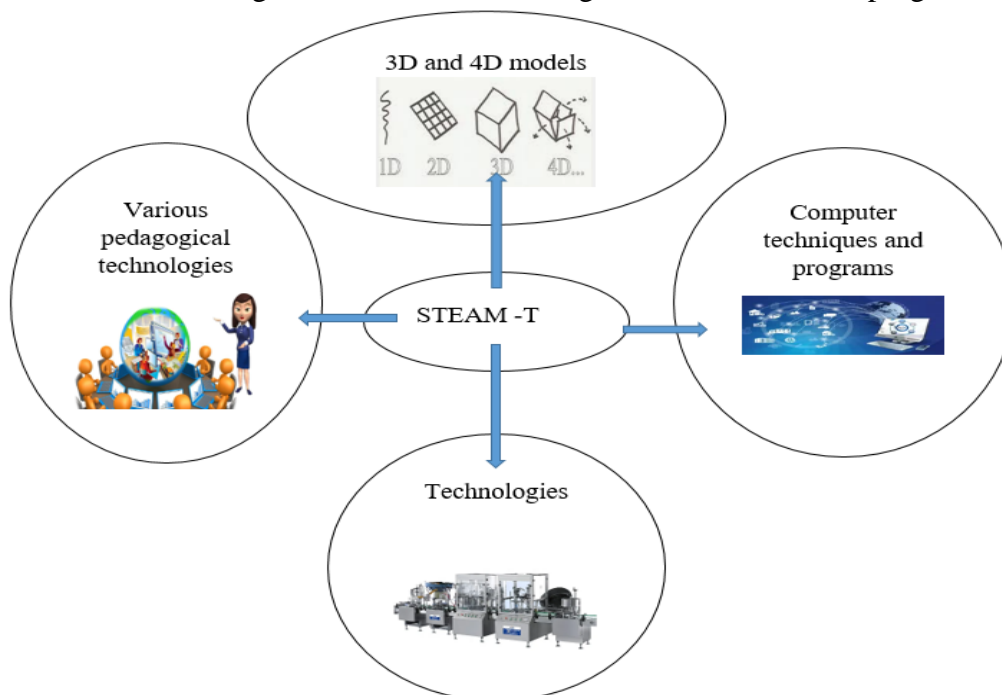 3D and 4D models
1D 2D 3D 4D...
Various
pedagogical
technologies
Computer
techniques and
programs
STEAM -T
Technologies